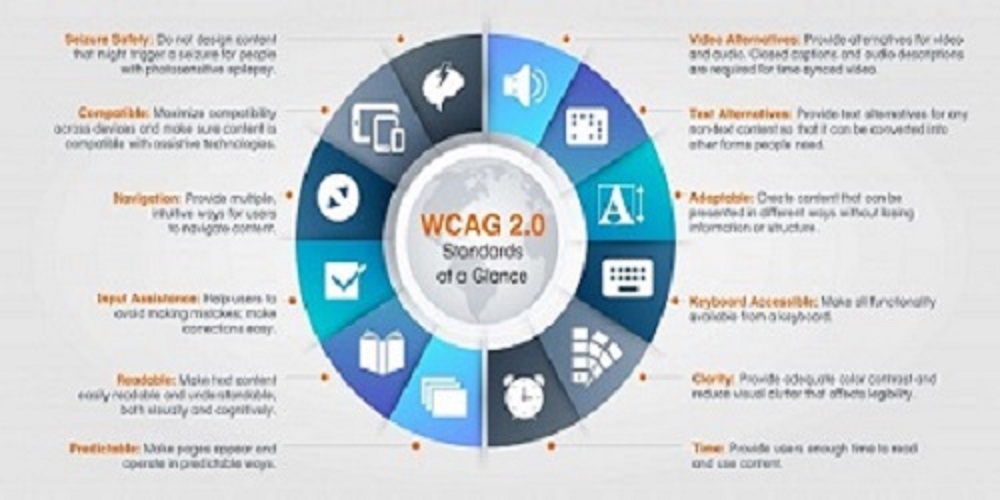 Seizure Safety: Do not design content
that might trigger a seizure for people
with photosensitive epilepsy.
Compatible: Maximize compatibility
across devices and make sure content is
compatible with assistive technologies.
Navigation: Provide multiple,
intuitive ways for users
to navigate content.
Input Assistance: Help users to
avoid making mistakes; make
corrections easy.
Readable: Make text content
easily readable and understandable,
both visually and cognitively.
Predictable: Make pages appear and
operate in predictable ways.
WCAG 2.0
Standards
at a Glance
Video Alternatives: Provide alternatives for video
and audio. Closed captions and audio descriptions
are required for time-synced video.
Text Alternatives: Provide text alternatives for any
non-text content so that it can be converted into
other forms people need.
Adaptable: Create content that can be
presented in different ways without losing
information or structure.
Keyboard Accessible: Make all functionality
available from a keyboard.
Clarity: Provide adequate color contrast and
reduce visual clutter that affects legibility.
Time: Provide users enough time to read
and use content.